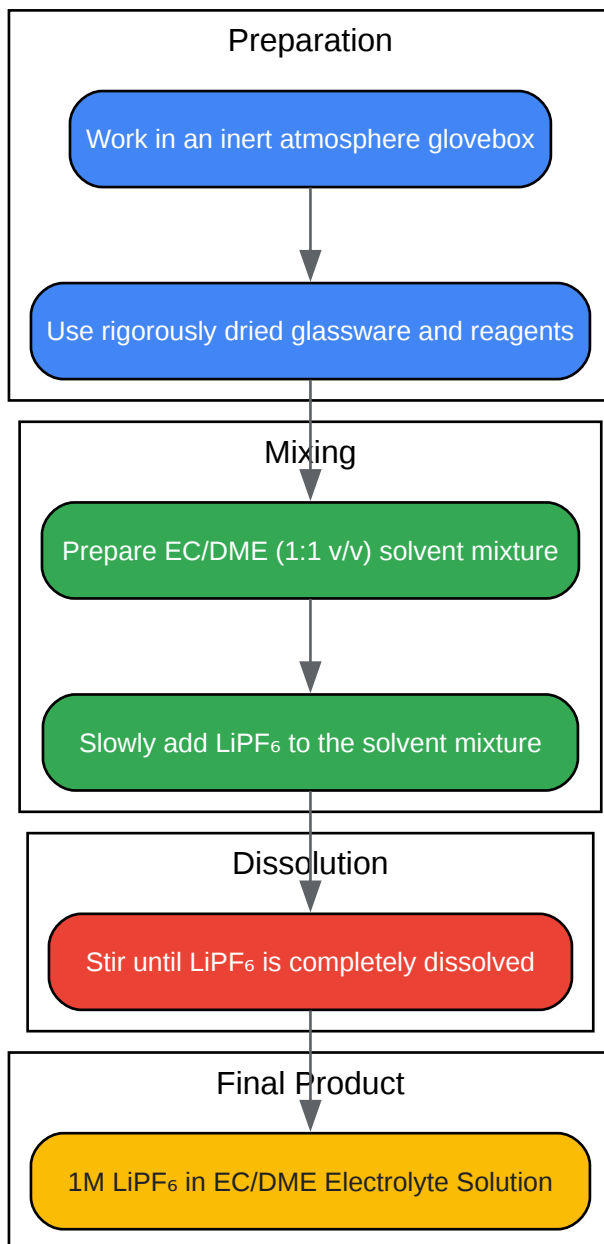 Preparation
Work in an inert atmosphere glovebox
Use rigorously dried glassware and reagents
Mixing
Prepare EC/DME (1:1 v/v) solvent mixture
Slowly add LiPF₆ to the solvent mixture
Dissolution
Stir until LiPF₆ is completely dissolved
Final Product
1M LiPF₆ in EC/DME Electrolyte Solution